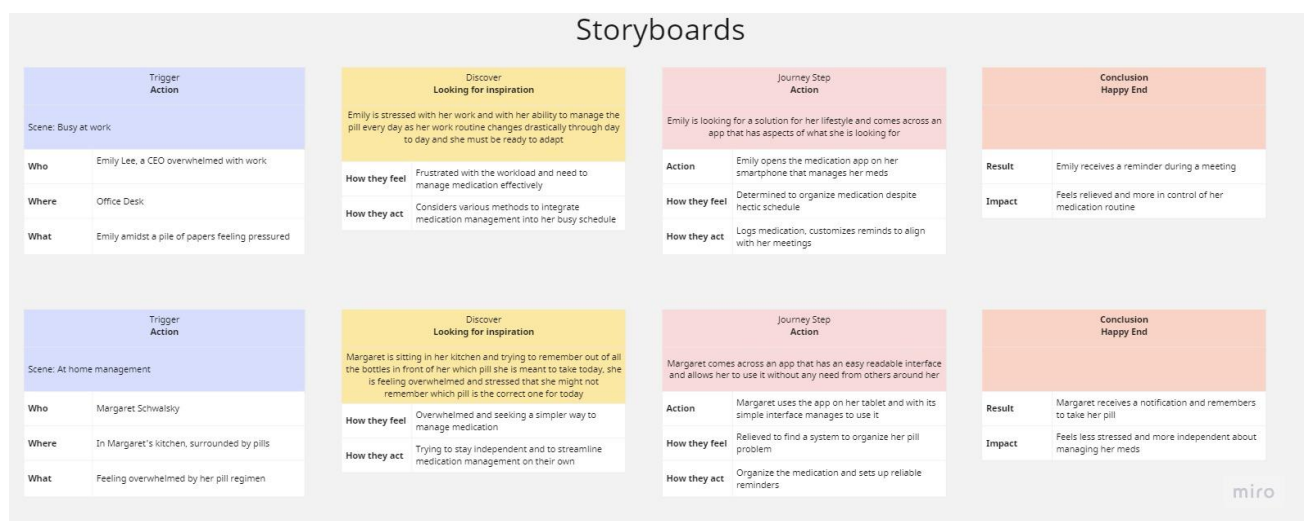 Storyboards
Trigger
Action
Scene: Busy at work
Who
Emily Lee, a CEO overwhelmed with work
Where
Office Desk
What
Emily amidst a pile of papers feeling pressured
Discover
Looking for inspiration
Emily is stressed with her work and with her ability to manage the
pill every day as her work routine changes drastically through day
to day and she must be ready to adapt
How they feel
Frustrated with the workload and need to
manage medication effectively
How they act
Considers various methods to integrate
medication management into her busy schedule
Journey Step
Action
Emily is looking for a solution for her lifestyle and comes across an
app that has aspects of what she is looking for
Action
Emily opens the medication app on her
smartphone that manages her meds
How they feel
Determined to organize medication despite
hectic schedule
How they act
Logs medication, customizes reminds to align
with her meetings
Conclusion
Happy End
Result
Emily receives a reminder during a meeting
Impact
Feels relieved and more in control of her
medication routine
Trigger
Action
Scene: At home management
Who
Margaret Schwalsky
Where
In Margaret's kitchen, surrounded by pills
What
Feeling overwhelmed by her pill regimen
Discover
Looking for inspiration
Margaret is sitting in her kitchen and trying to remember out of all
the bottles in front of her which pill she is meant to take today, she
is feeling overwhelmed and stressed that she might not
remember which pill is the correct one for today
How they feel
Overwhelmed and seeking a simpler way to
manage medication
How they act
Trying to stay independent and to streamline
medication management on their own
Journey Step
Action
Margaret comes across an app that has an easy readable interface
and allows her to use it without any need from others around her
Action
Margaret uses the app on her tablet and with its
simple interface manages to use it
How they feel
Relieved to find a system to organize her pill
problem
How they act
Organize the medication and sets up reliable
reminders
Conclusion
Happy End
Result
Margaret receives a notification and remembers
to take her pill
Impact
Feels less stressed and more independent about
managing her meds
miro